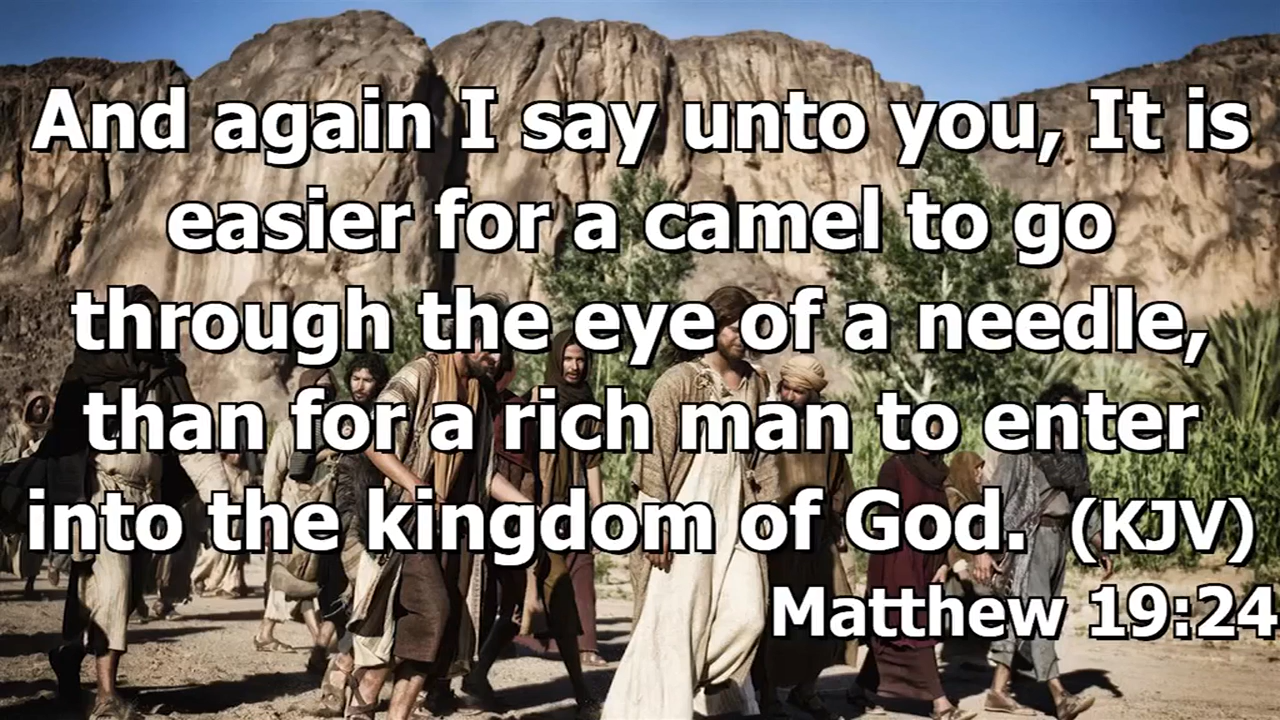 And again I say unto you, It is
easier for a camel to go
through the eye of a needle,
than for a rich man to enter
into the kingdom of God. (KJV)
Matthew 19:24